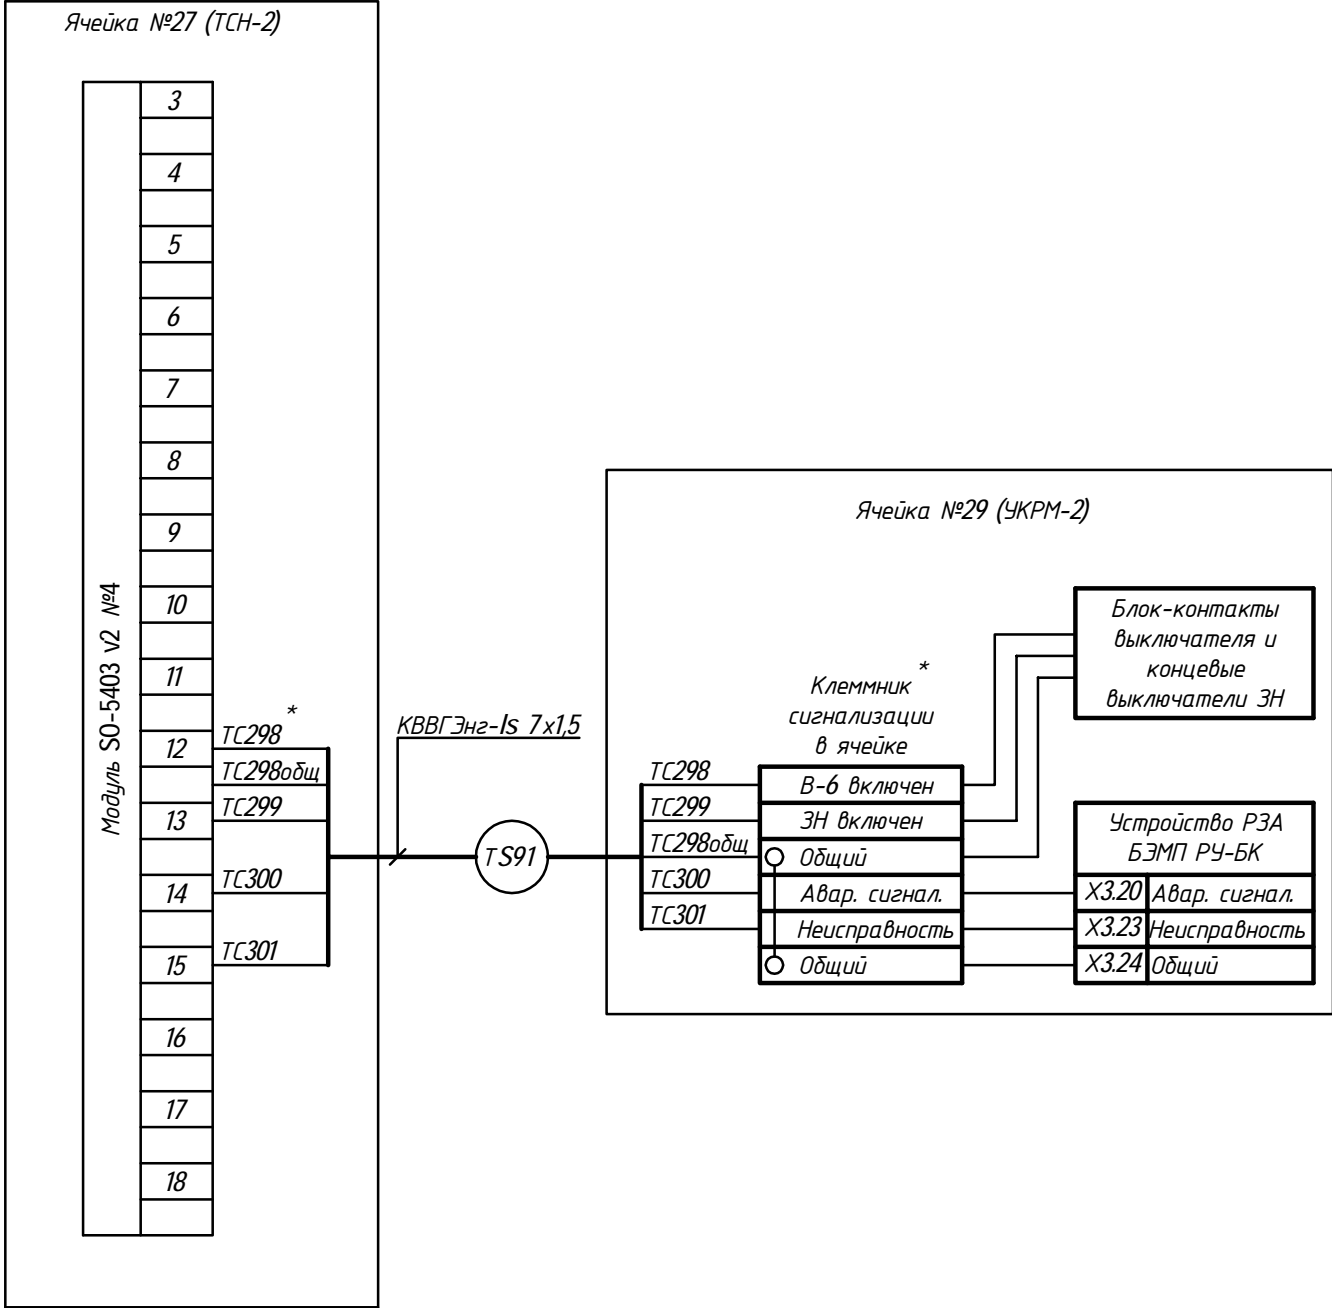 Ячейка №27 (ТСН-2)
Модуль SO-5403 v2 №4
3
4
5
6
7
8
9
10
11
12
13
14
15
16
17
18
*
ТС298
ТС298общ
ТС299
ТС300
ТС301
КВВГЭнг-ls 7x1,5
TS91
Ячейка №29 (УКРМ-2)
Клеммник *
сигнализации
в ячейке
ТС298
ТС299
ТС298общ
ТС300
ТС301
В-6 включен
ЗН включен
Общий
Авар. сигнал.
Неисправность
Общий
Блок-контакты
выключателя и
концевые
выключатели ЗН
Устройство РЗА
БЭМП РУ-БК
X3.20 Авар. сигнал.
X3.23 Неисправность
X3.24 Общий